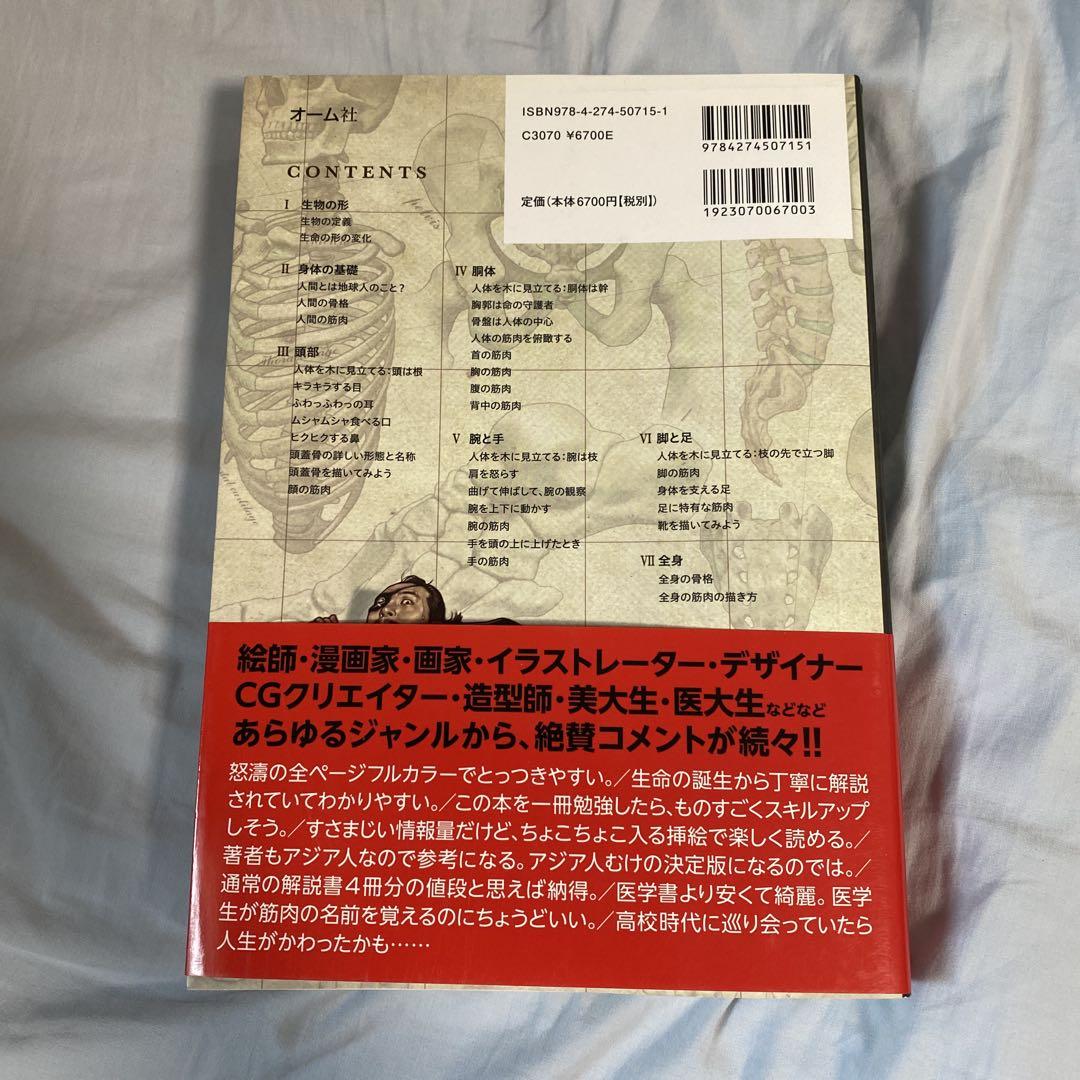 オーム社
ISBN978-4-274-50715-1
C3070 ¥6700E
定価(本体6700円【税別】)
9784274507151
1923070067003
CONTENTS
I 生物の形
生物の定義
生命の形の変化
II 身体の基礎
人間とは地球人のこと?
人間の骨格
人間の筋肉
III 頭部
人体を木に見立てる:頭は根
キラキラする目
ふわっふわっの耳
ムシャムシャ食べる口
ヒクヒクする鼻
頭蓋骨の詳しい形態と名称
頭蓋骨を描いてみよう
顔の筋肉
IV 胴体
人体を木に見立てる:胴体は幹
胸郭は命の守護者
骨盤は人体の中心
人体の筋肉を俯瞰する
首の筋肉
胸の筋肉
腹の筋肉
背中の筋肉
V 腕と手
人体を木に見立てる:腕は枝
肩を怒らす
曲げて伸ばして、腕の観察
腕を上下に動かす
腕の筋肉
手を頭の上に上げたとき
手の筋肉
VI 脚と足
人体を木に見立てる:枝の先で立つ脚
脚の筋肉
身体を支える足
足に特有な筋肉
靴を描いてみよう
VII 全身
全身の骨格
全身の筋肉の描き方
絵師・漫画家・画家・イラストレーター・デザイナー
CGクリエイター・造型師・美大生・医大生などなど
あらゆるジャンルから、絶賛コメントが続々!!
怒濤の全ページフルカラーでとっつきやすい。/生命の誕生から丁寧に解説
されていてわかりやすい。/この本を一冊勉強したら、ものすごくスキルアップ
しそう。/すさまじい情報量だけど、ちょこちょこ入る挿絵で楽しく読める。/
著者もアジア人なので参考になる。アジア人むけの決定版になるのでは。/
通常の解説書4冊分の値段と思えば納得。/医学書より安くて綺麗。医学
生が筋肉の名前を覚えるのにちょうどいい。/高校時代に巡り会っていたら
人生がかわったかも……